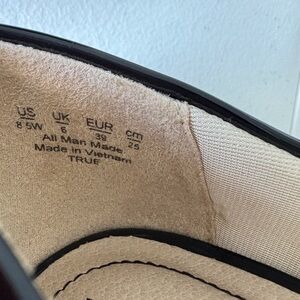 US UK EUR cm
8.5W 6 39 25
All Man Made
Made in Vietnam
TRUE